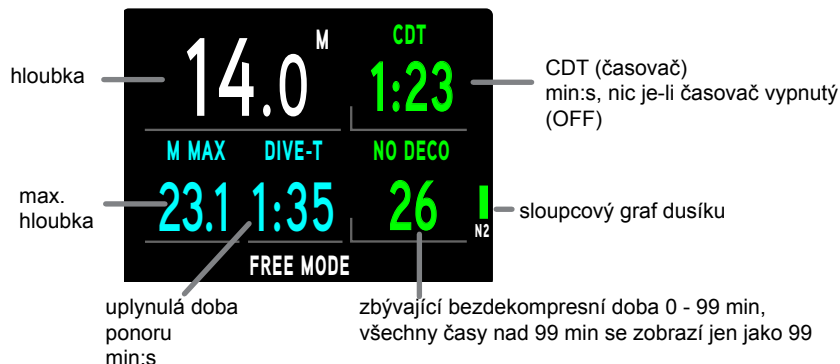 hloubka
14.0 M
CDT
1:23
CDT (časovač)
min:s, nic je-li časovač vypnutý
(OFF)
M MAX DIVE-T NO DECO
23.1 1:35 26
N2
max.
hloubka
sloupcový graf dusíku
FREE MODE
uplynulá doba
ponoru
min:s
zbývající bezdekompresní doba 0 - 99 min,
všechny časy nad 99 min se zobrazí jen jako 99